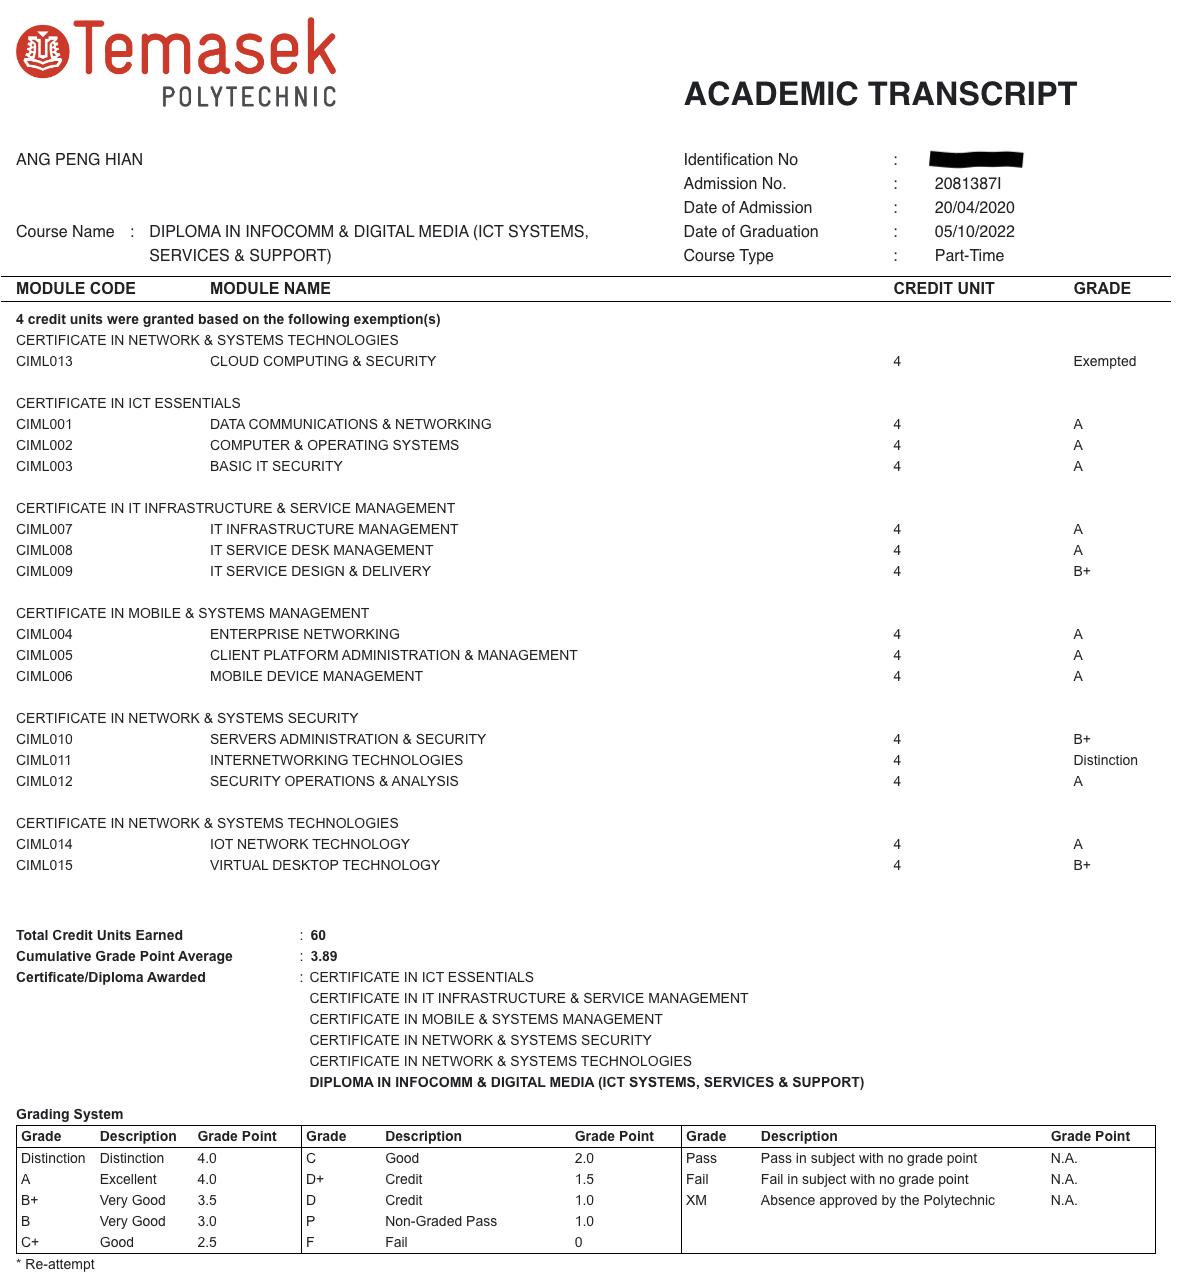 Temasek
POLYTECHNIC
ACADEMIC TRANSCRIPT
ANG PENG HIAN
Identification No :
Admission No. : 2081387I
Date of Admission : 20/04/2020
Course Name : DIPLOMA IN INFOCOMM & DIGITAL MEDIA (ICT SYSTEMS, SERVICES & SUPPORT)
Date of Graduation : 05/10/2022
Course Type : Part-Time
MODULE CODE MODULE NAME CREDIT UNIT GRADE
4 credit units were granted based on the following exemption(s)
CERTIFICATE IN NETWORK & SYSTEMS TECHNOLOGIES
CIML013 CLOUD COMPUTING & SECURITY 4 Exempted
CERTIFICATE IN ICT ESSENTIALS
CIML001 DATA COMMUNICATIONS & NETWORKING 4 A
CIML002 COMPUTER & OPERATING SYSTEMS 4 A
CIML003 BASIC IT SECURITY 4 A
CERTIFICATE IN IT INFRASTRUCTURE & SERVICE MANAGEMENT
CIML007 IT INFRASTRUCTURE MANAGEMENT 4 A
CIML008 IT SERVICE DESK MANAGEMENT 4 A
CIML009 IT SERVICE DESIGN & DELIVERY 4 B+
CERTIFICATE IN MOBILE & SYSTEMS MANAGEMENT
CIML004 ENTERPRISE NETWORKING 4 A
CIML005 CLIENT PLATFORM ADMINISTRATION & MANAGEMENT 4 A
CIML006 MOBILE DEVICE MANAGEMENT 4 A
CERTIFICATE IN NETWORK & SYSTEMS SECURITY
CIML010 SERVERS ADMINISTRATION & SECURITY 4 B+
CIML011 INTERNETWORKING TECHNOLOGIES 4 Distinction
CIML012 SECURITY OPERATIONS & ANALYSIS 4 A
CERTIFICATE IN NETWORK & SYSTEMS TECHNOLOGIES
CIML014 IOT NETWORK TECHNOLOGY 4 A
CIML015 VIRTUAL DESKTOP TECHNOLOGY 4 B+
Total Credit Units Earned : 60
Cumulative Grade Point Average : 3.89
Certificate/Diploma Awarded : CERTIFICATE IN ICT ESSENTIALS
CERTIFICATE IN IT INFRASTRUCTURE & SERVICE MANAGEMENT
CERTIFICATE IN MOBILE & SYSTEMS MANAGEMENT
CERTIFICATE IN NETWORK & SYSTEMS SECURITY
CERTIFICATE IN NETWORK & SYSTEMS TECHNOLOGIES
DIPLOMA IN INFOCOMM & DIGITAL MEDIA (ICT SYSTEMS, SERVICES & SUPPORT)
Grading System
Grade Description Grade Point Grade Description Grade Point Grade Description Grade Point
Distinction Distinction 4.0 C Good 2.0 Pass Pass in subject with no grade point N.A.
A Excellent 4.0 D+ Credit 1.5 Fail Fail in subject with no grade point N.A.
B+ Very Good 3.5 D Credit 1.0 XM Absence approved by the Polytechnic N.A.
B Very Good 3.0 P Non-Graded Pass 1.0
C+ Good 2.5 F Fail 0
* Re-attempt